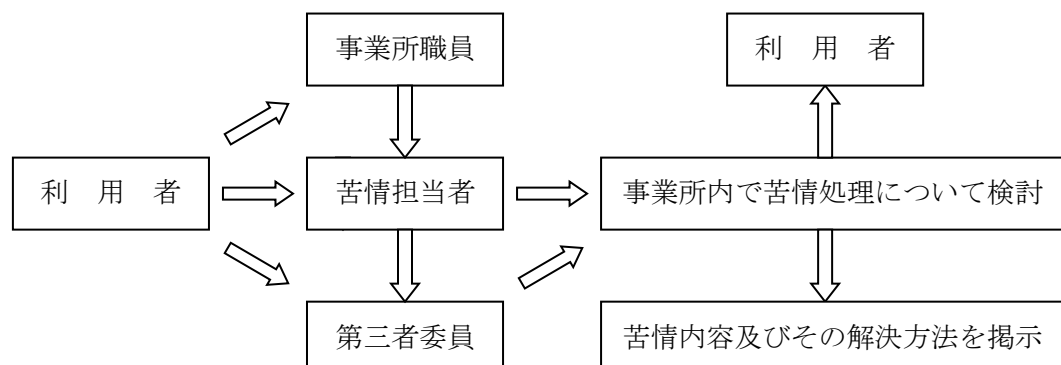 事業所職員
利　用　者
利　用　者
苦情担当者
事業所内で苦情処理について検討
第三者委員
苦情内容及びその解決方法を掲示